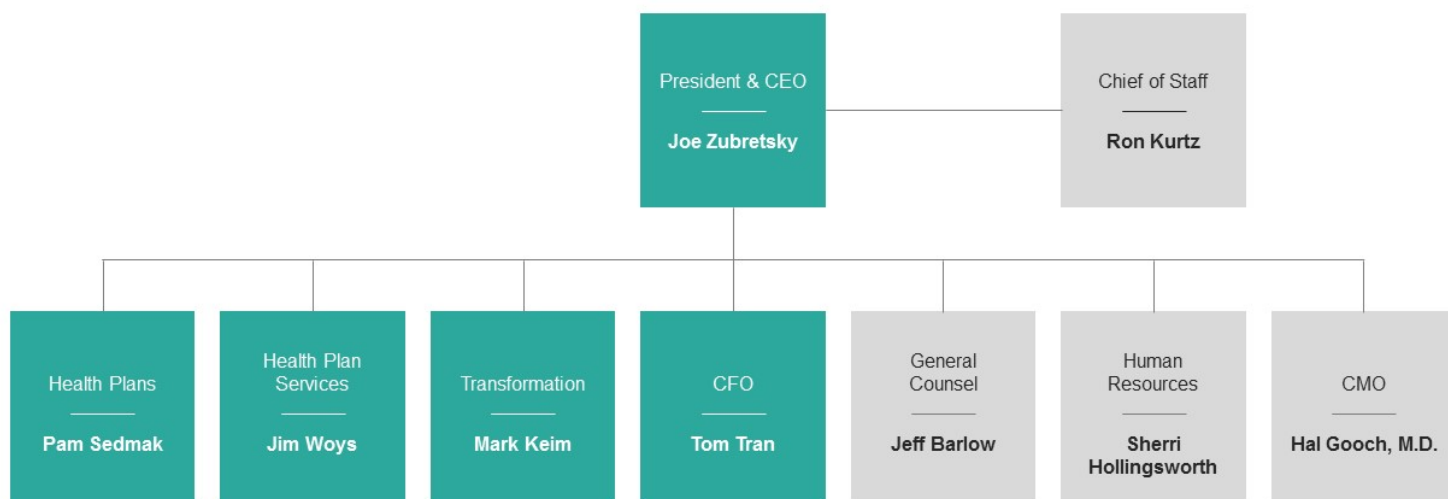 President & CEO
Joe Zubretsky
Chief of Staff
Ron Kurtz
Health Plans
Pam Sedmak
Health Plan
Services
Jim Woys
Transformation
Mark Keim
CFO
Tom Tran
General
Counsel
Jeff Barlow
Human
Resources
Sherri
Hollingsworth
CMO
Hal Gooch, M.D.